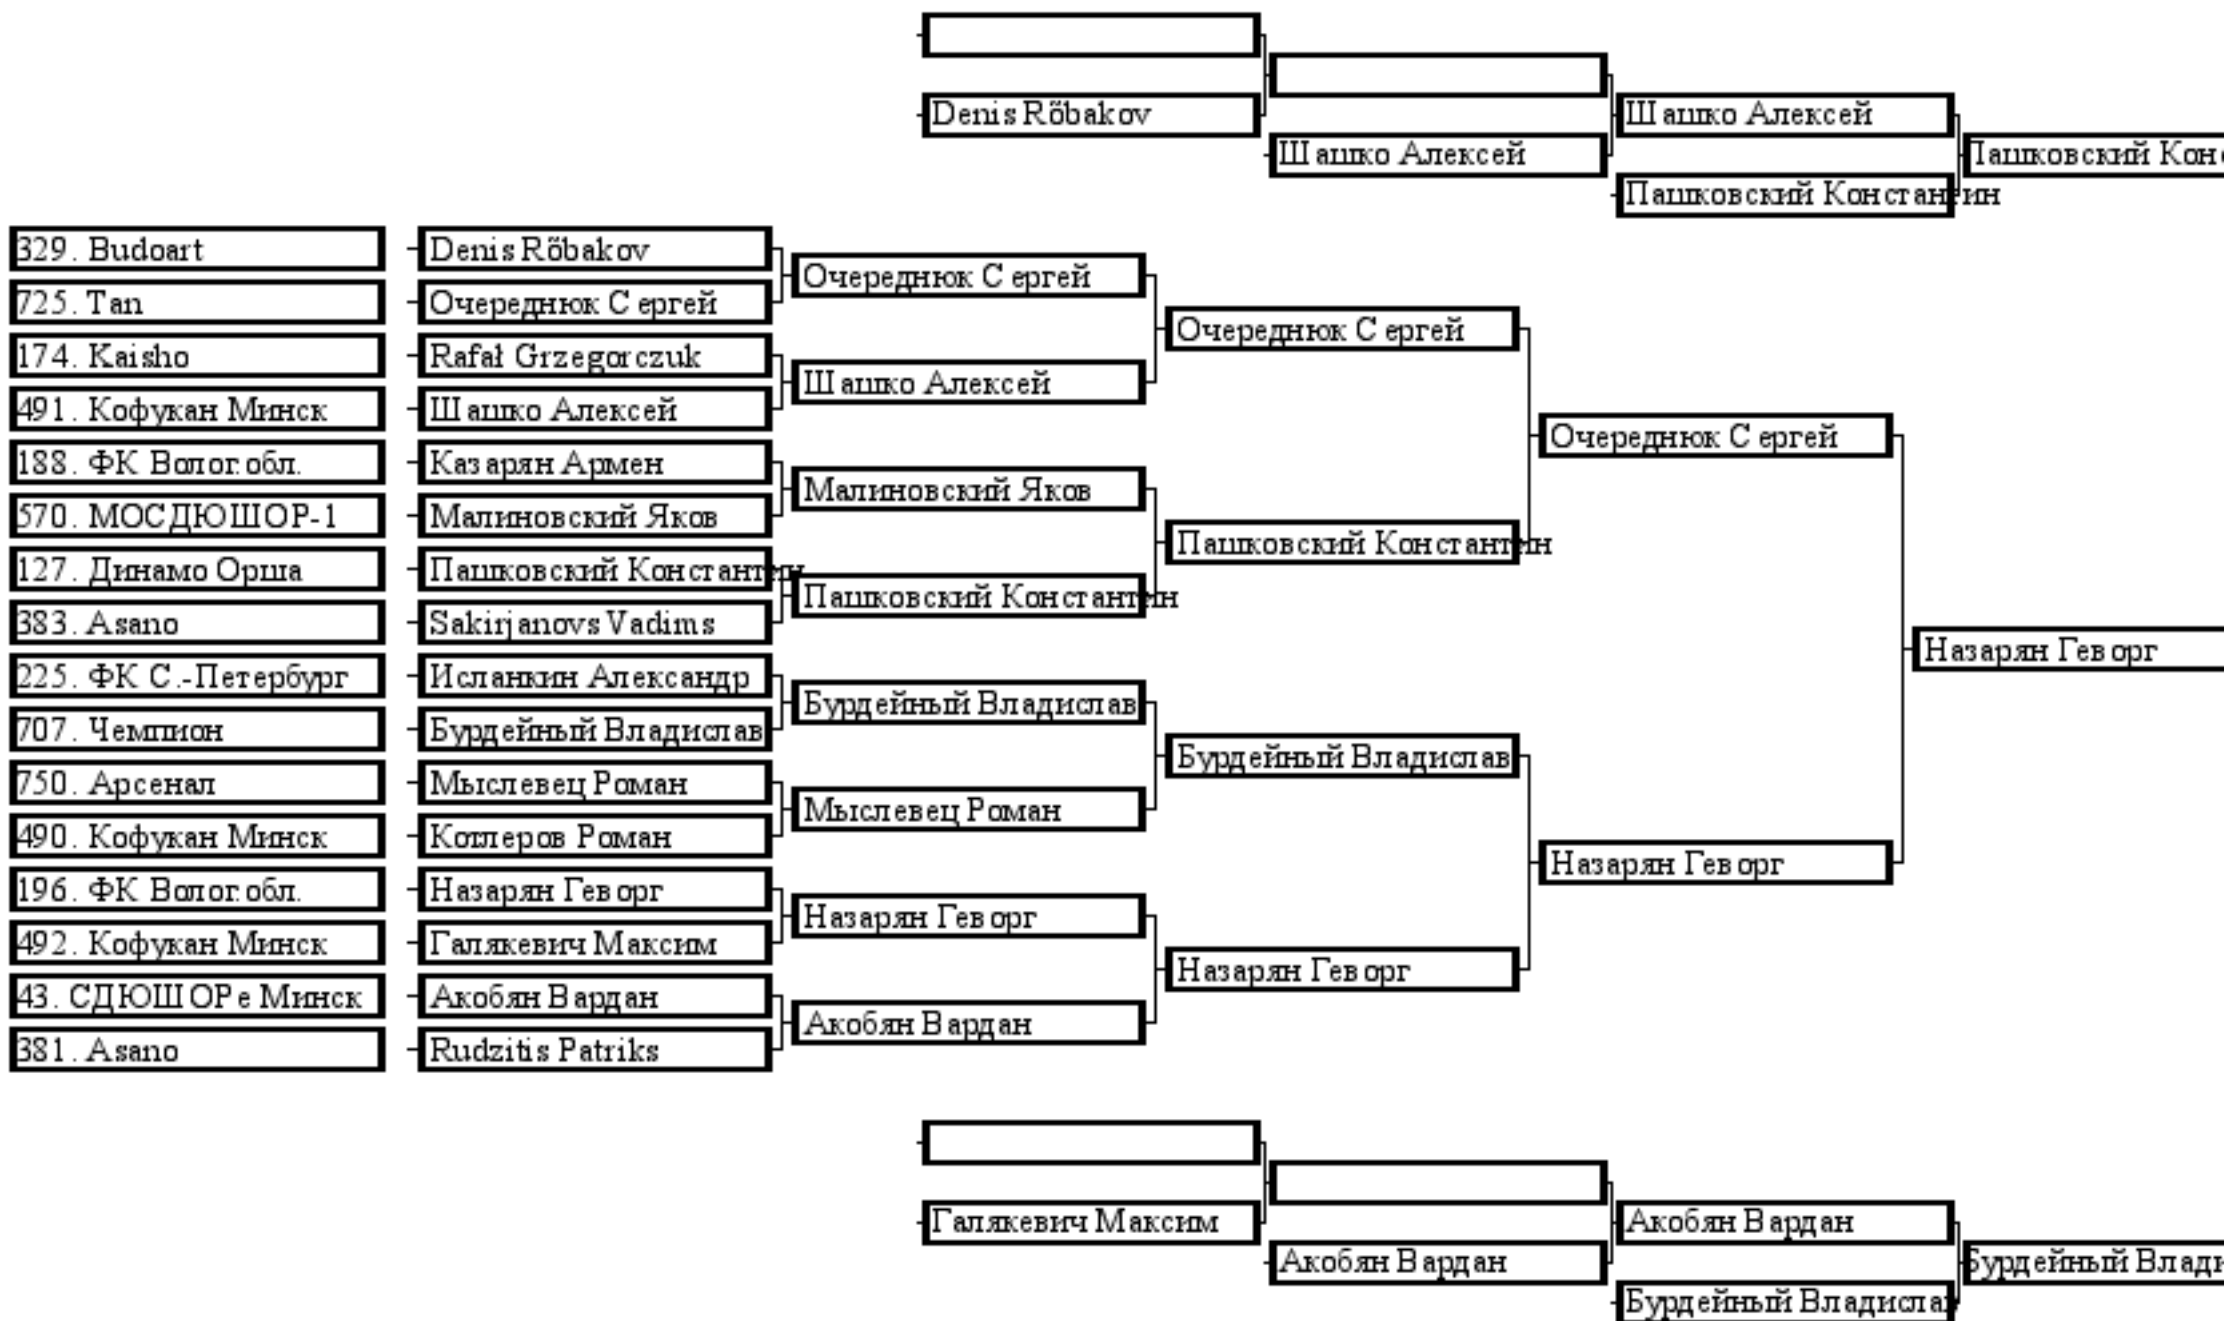 Denis Rõbakov
Шашко Алексей
Шашко Алексей
Пашковский Конс
Пашковский Константин
329. Budoart
Denis Rõbakov
Очереднюк Сергей
725. Tan
Очереднюк Сергей
Очереднюк Сергей
174. Kaisho
Rafał Grzegorczuk
Шашко Алексей
491. Кофукан Минск
Шашко Алексей
Очереднюк Сергей
188. ФК Волог.обл.
Казарян Армен
Малиновский Яков
570. МОСДЮШОР-1
Малиновский Яков
Пашковский Константин
127. Динамо Орша
Пашковский Константин
Пашковский Константин
383. Asano
Sakirjanovs Vadims
Назарян Геворг
225. ФК С.-Петербург
Исланкин Александр
Бурдейный Владислав
707. Чемпион
Бурдейный Владислав
Бурдейный Владислав
750. Арсенал
Мыслевец Роман
Мыслевец Роман
490. Кофукан Минск
Котлеров Роман
Назарян Геворг
196. ФК Волог.обл.
Назарян Геворг
Назарян Геворг
492. Кофукан Минск
Галякевич Максим
Назарян Геворг
43. СДЮШОРе Минск
Акобян Вардан
Акобян Вардан
381. Asano
Rudzitis Patriks
Галякевич Максим
Акобян Вардан
Акобян Вардан
Бурдейный Влади
Бурдейный Владислав